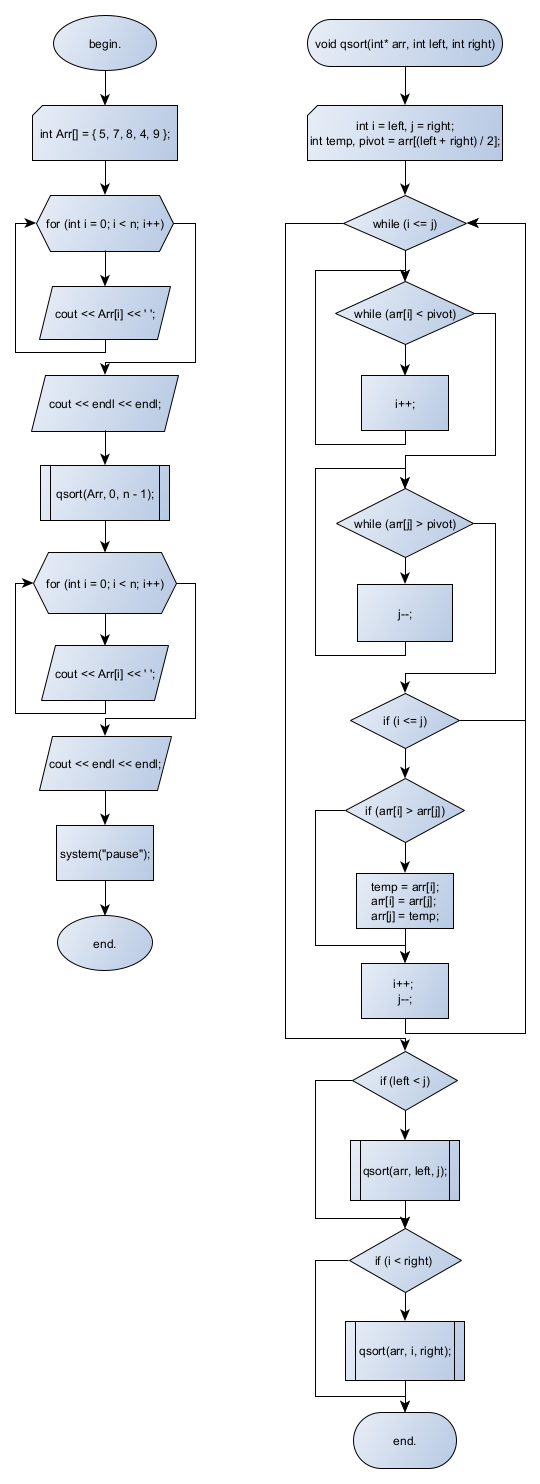 begin.
int Arr[] = { 5, 7, 8, 4, 9 };
for (int i = 0; i < n; i++)
cout << Arr[i] << ' ';
cout << endl << endl;
qsort(Arr, 0, n - 1);
for (int i = 0; i < n; i++)
cout << Arr[i] << ' ';
cout << endl << endl;
system("pause");
end.
void qsort(int* arr, int left, int right)
int i = left, j = right;
int temp, pivot = arr[(left + right) / 2];
while (i <= j)
while (arr[i] < pivot)
i++;
while (arr[j] > pivot)
j--;
if (i <= j)
if (arr[i] > arr[j])
temp = arr[i];
arr[i] = arr[j];
arr[j] = temp;
i++;
j--;
if (left < j)
qsort(arr, left, j);
if (i < right)
qsort(arr, i, right);
end.